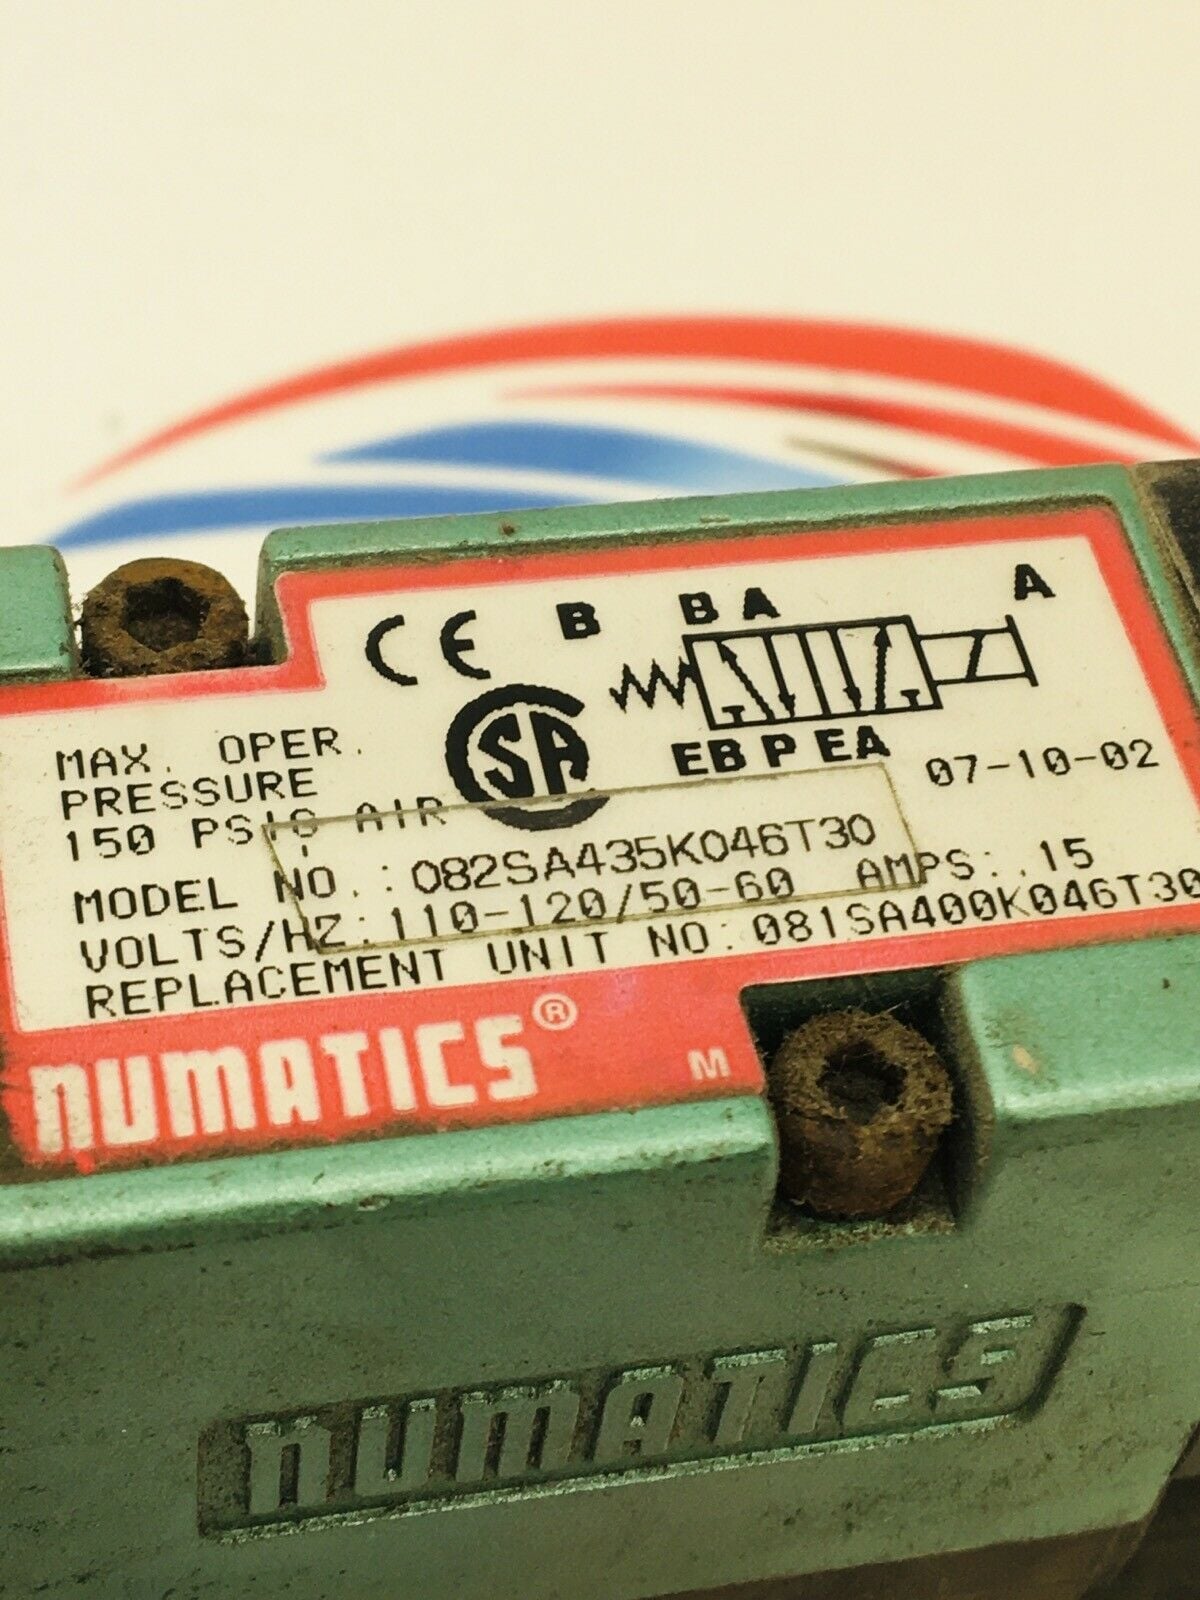 CE B BA A
SA
EB P EA
MAX. OPER.
PRESSURE
150 PSIG AIR
07-10-02
MODEL NO.: 082SA435K046T30
VOLTS/HZ: 110-120/50-60 AMPS: .15
REPLACEMENT UNIT NO: 081SA400K046T30
NUMATICS® M
NUMATICS